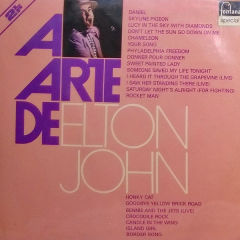 fontana
special
DANIEL
SKYLINE PIGEON
LUCY IN THE SKY WITH DIAMONDS
DON'T LET THE SUN GO DOWN ON ME
CHAMELEON
YOUR SONG
PHILADELPHIA FREEDOM
DONNER POUR DONNER
SWEET PAINTED LADY
SOMEONE SAVED MY LIFE TONIGHT
I HEARD IT THROUGH THE GRAPEVINE (LIVE)
I SAW HER STANDING THERE (LIVE)
SATURDAY NIGHT'S ALRIGHT (FOR FIGHTING)
ROCKET MAN
A
ARTE
DE ELTON
JOHN
HONKY CAT
GOODBYE YELLOW BRICK ROAD
BENNIE AND THE JETS (LIVE)
CROCODILE ROCK
CANDLE IN THE WIND
ISLAND GIRL
BORDER SONG